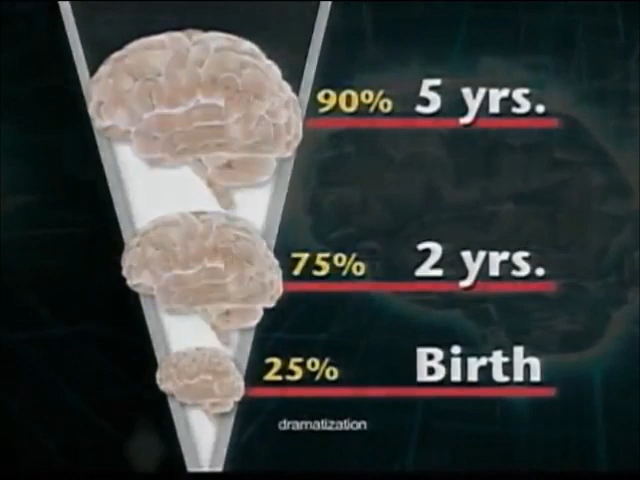 90% 5 yrs.
75% 2 yrs.
25% Birth
dramatization